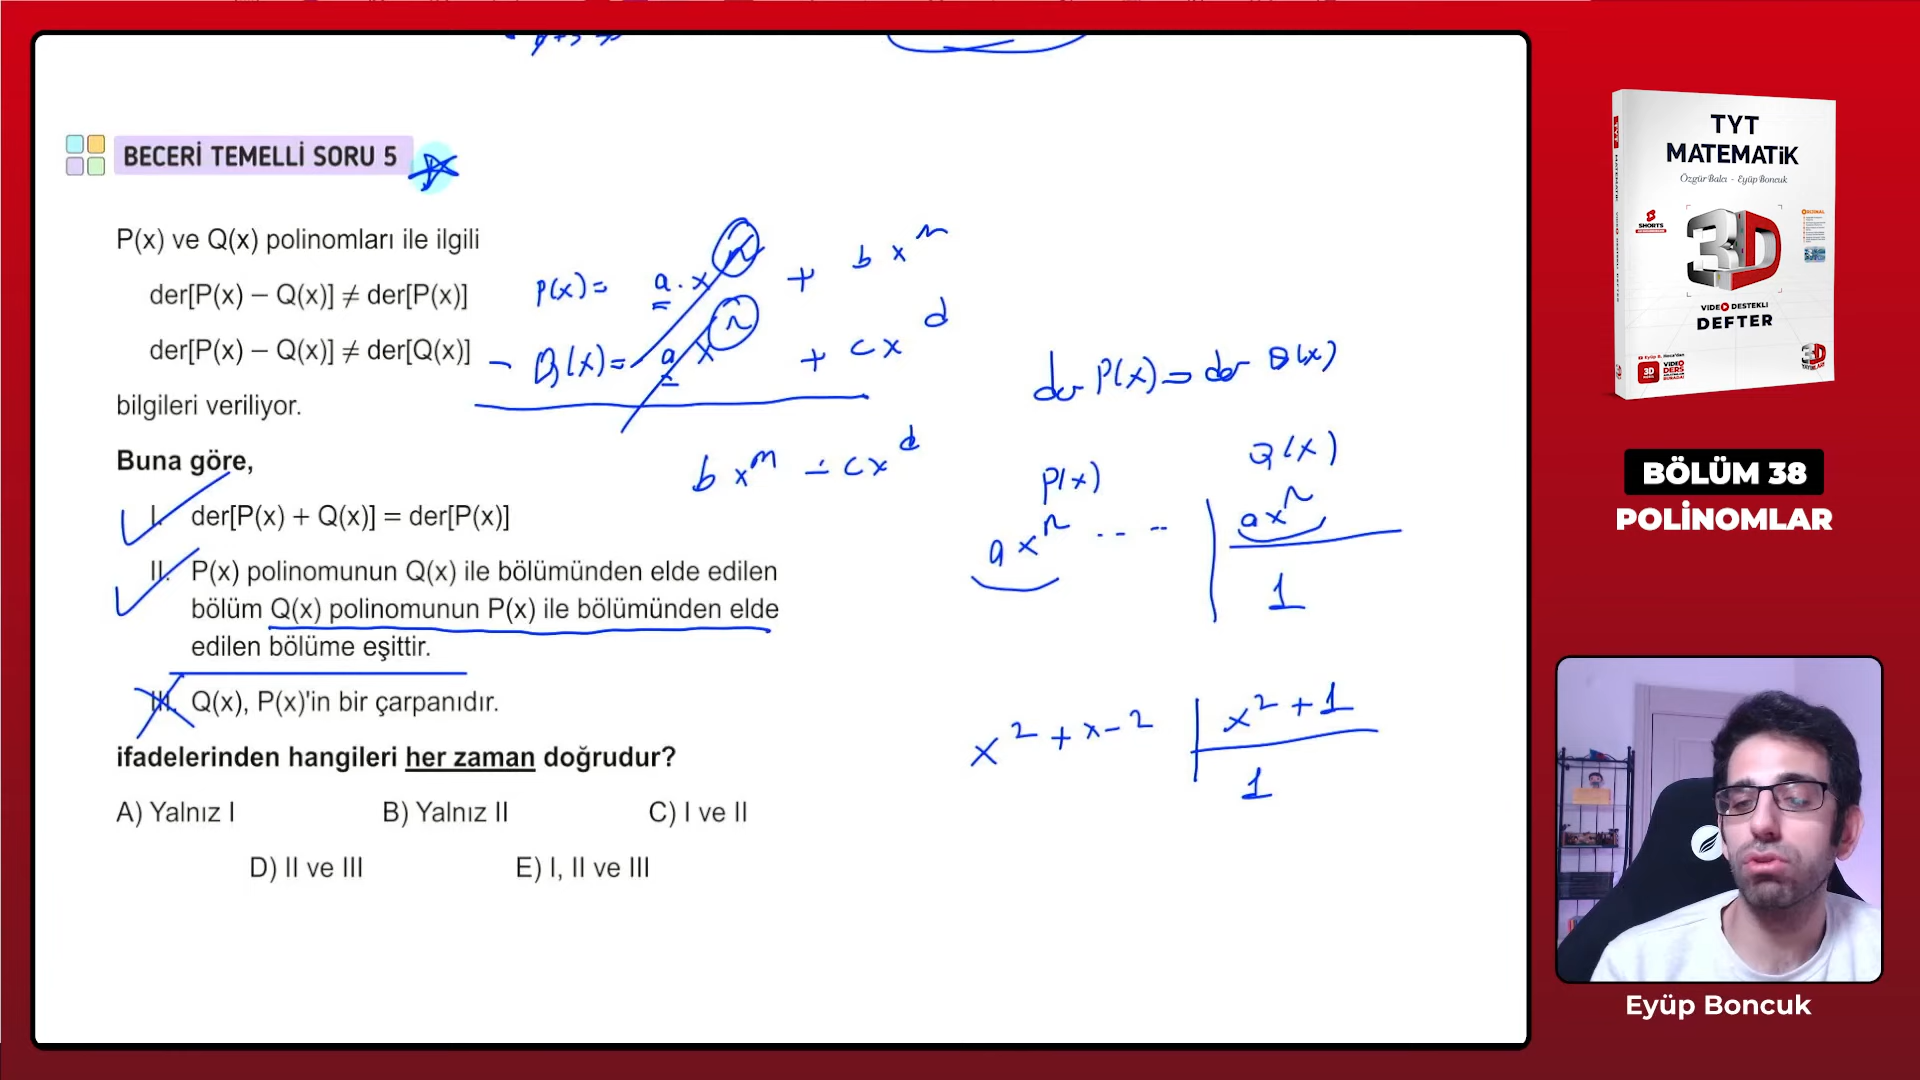 BECERİ TEMELLİ SORU 5
P(x) ve Q(x) polinomları ile ilgili
der[P(x) − Q(x)] ≠ der[P(x)]
der[P(x) − Q(x)] ≠ der[Q(x)]
bilgileri veriliyor.
Buna göre,
I. der[P(x) + Q(x)] = der[P(x)]
II. P(x) polinomunun Q(x) ile bölümünden elde edilen
bölüm Q(x) polinomunun P(x) ile bölümünden elde
edilen bölüme eşittir.
III. Q(x), P(x)'in bir çarpanıdır.
ifadelerinden hangileri her zaman doğrudur?
A) Yalnız I B) Yalnız II C) I ve II
D) II ve III E) I, II ve III
P(x) = a.x^n + bx^m
− Q(x) = ax^n + cx^d
bx^m − cx^d
der P(x) = der Q(x)
P(x) Q(x)
ax^n ... ax^n
1
x^2 + x − 2 x^2 + 1
1
TYT
MATEMATİK
Özgür Balcı - Eyüp Boncuk
SHORTS
3D
VIDEO DESTEKLİ
DEFTER
BÖLÜM 38
POLİNOMLAR
Eyüp Boncuk